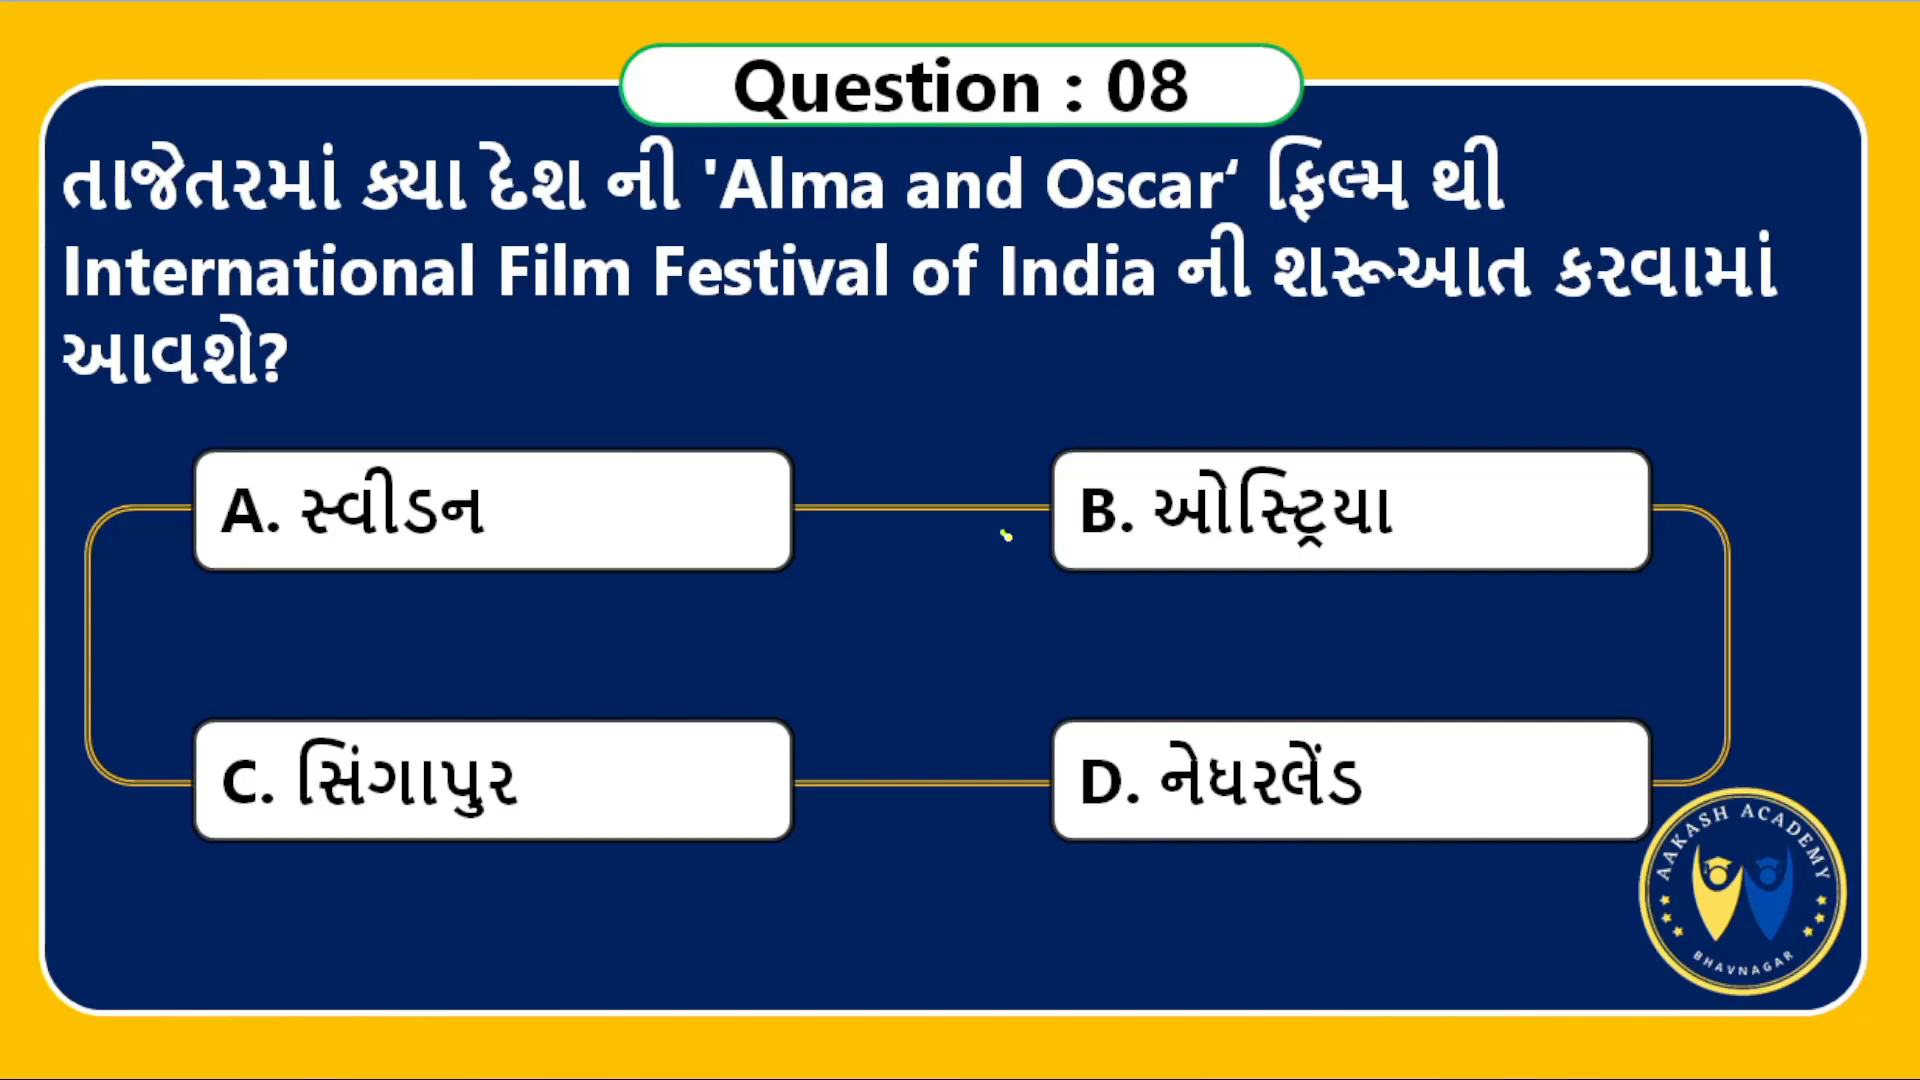 Question : 08
તાજેતરમાં ક્યા દેશ ની 'Alma and Oscar‘ ફિલ્મ થી
International Film Festival of India ની શરૂઆત કરવામાં
આવશે?
A. સ્વીડન
B. ઓસ્ટ્રિયા
C. સિંગાપુર
D. નેધરલેંડ
AAKASH ACADEMY
BHAVNAGAR